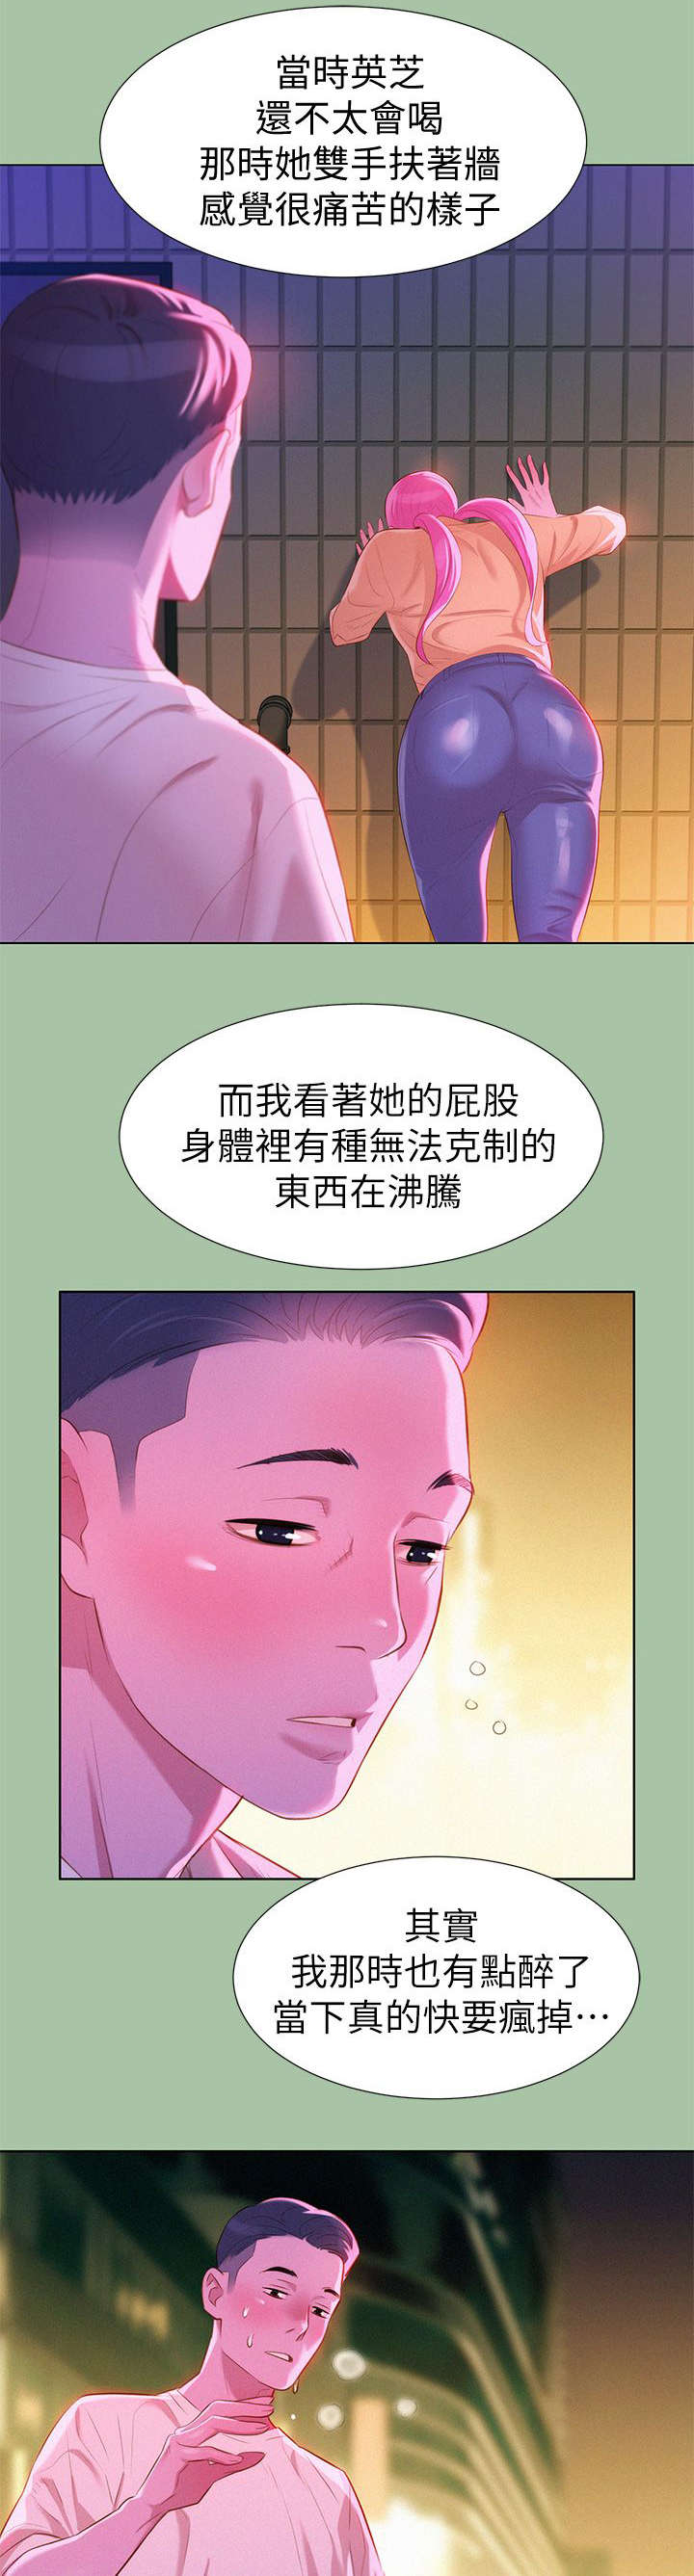 當時英芝
還不太會喝
那時她雙手扶著牆
感覺很痛苦的樣子
而我看著她的屁股
身體裡有種無法克制的
東西在沸騰
其實
我那時也有點醉了
當下真的快要瘋掉…